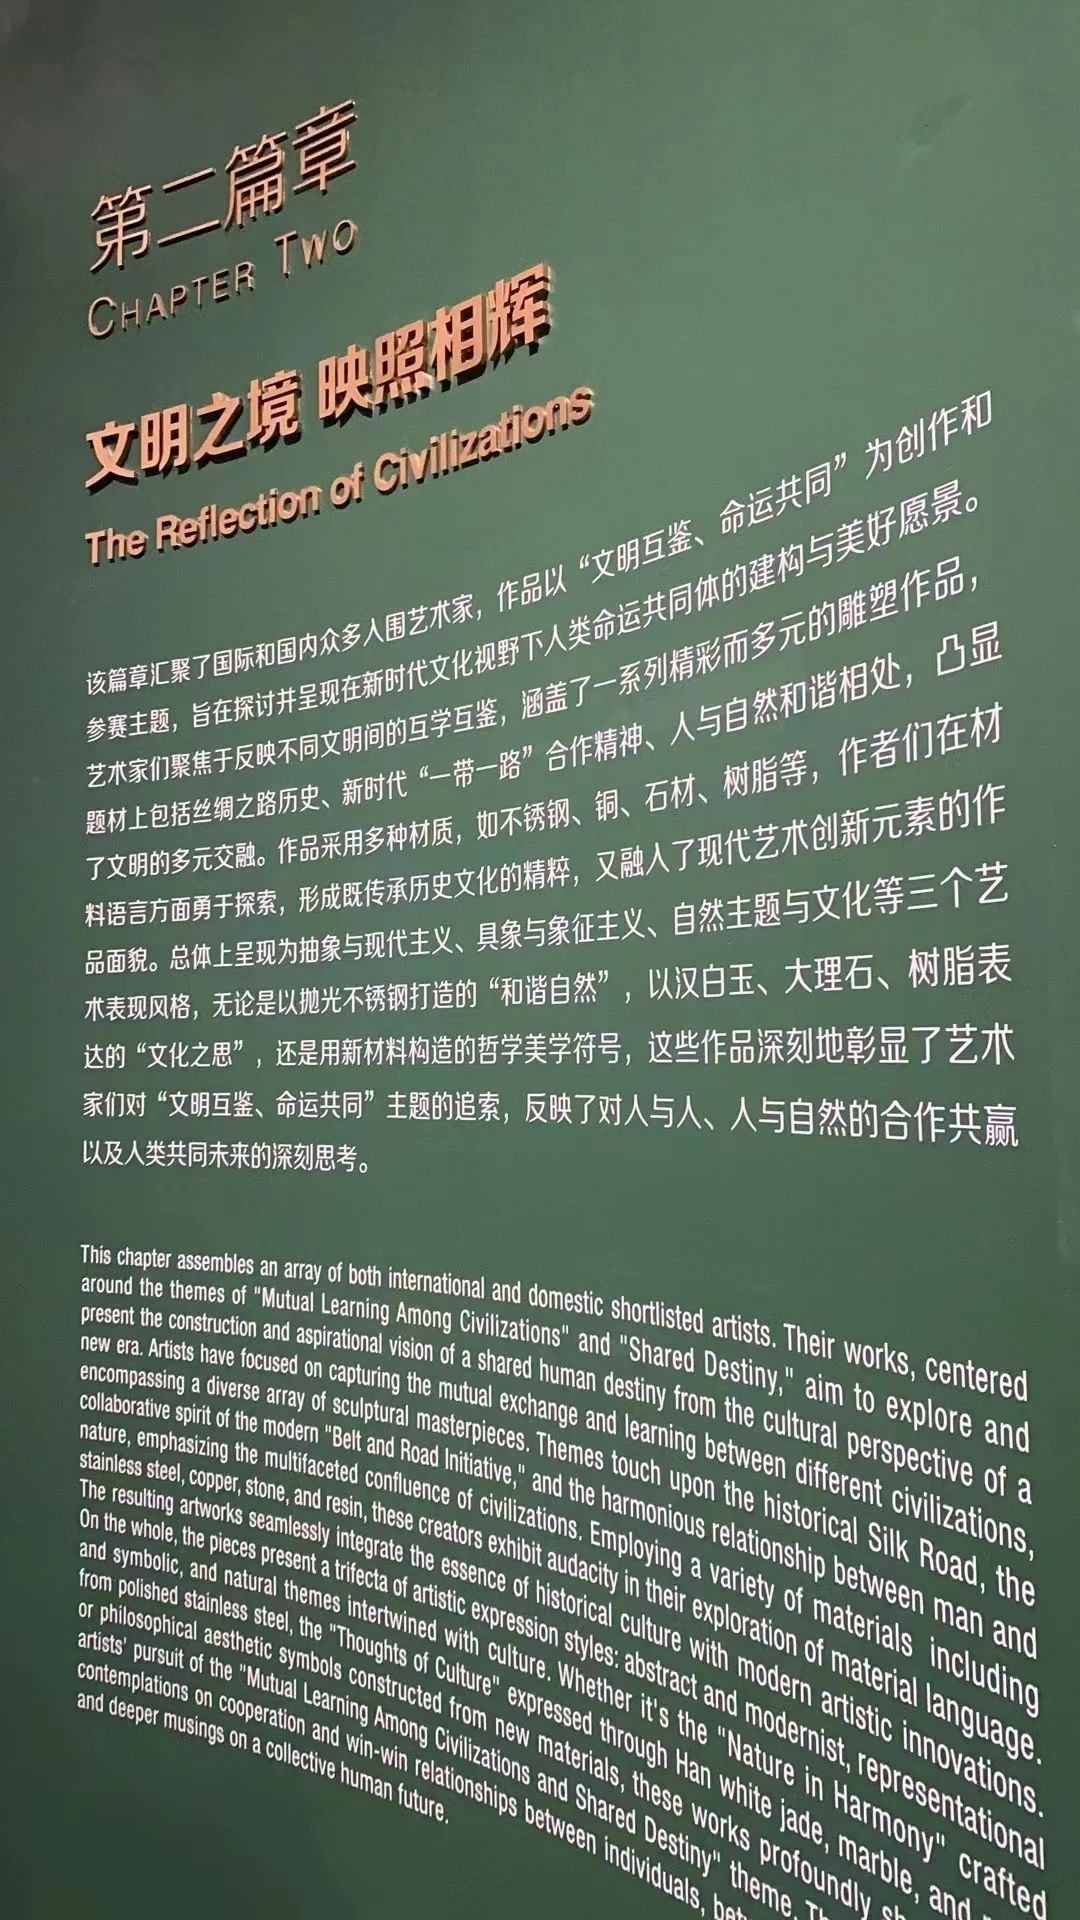 第二篇章
CHAPTER TWO
文明之境 映照相辉
The Reflection of Civilizations
该篇章汇聚了国际和国内众多入围艺术家，作品以“文明互鉴、命运共同”为创作和
参赛主题，旨在探讨并呈现在新时代文化视野下人类命运共同体的建构与美好愿景。
艺术家们聚焦于反映不同文明间的互学互鉴，涵盖了一系列精彩而多元的雕塑作品，
题材上包括丝绸之路历史、新时代“一带一路”合作精神、人与自然和谐相处，凸显
了文明的多元交融。作品采用多种材质，如不锈钢、铜、石材、树脂等，作者们在材
料语言方面勇于探索，形成既传承历史文化的精粹，又融入了现代艺术创新元素的作
品面貌。总体上呈现为抽象与现代主义、具象与象征主义、自然主题与文化等三个艺
术表现风格，无论是以抛光不锈钢打造的“和谐自然”，以汉白玉、大理石、树脂表
达的“文化之思”，还是用新材料构造的哲学美学符号，这些作品深刻地彰显了艺术
家们对“文明互鉴、命运共同”主题的追索，反映了对人与人、人与自然的合作共赢
以及人类共同未来的深刻思考。
This chapter assembles an array of both international and domestic shortlisted artists. Their works, centered
around the themes of "Mutual Learning Among Civilizations" and "Shared Destiny," aim to explore and
present the construction and aspirational vision of a shared human destiny from the cultural perspective of a
new era. Artists have focused on capturing the mutual exchange and learning between different civilizations,
encompassing a diverse array of sculptural masterpieces. Themes touch upon the historical Silk Road, the
collaborative spirit of the modern "Belt and Road Initiative," and the harmonious relationship between man and
nature, emphasizing the multifaceted confluence of civilizations. Employing a variety of materials including
stainless steel, copper, stone, and resin, these creators exhibit audacity in their exploration of material language.
The resulting artworks seamlessly integrate the essence of historical culture with modern artistic innovations.
On the whole, the pieces present a trifecta of artistic expression styles: abstract and modernist, representational
and symbolic, and natural themes intertwined with culture. Whether it's the "Nature in Harmony" crafted
from polished stainless steel, the "Thoughts of Culture" expressed through Han white jade, marble, and
or philosophical aesthetic symbols constructed from new materials, these works profoundly
artists' pursuit of the "Mutual Learning Among Civilizations and Shared Destiny" theme.
contemplations on cooperation and win-win relationships between individuals,
and deeper musings on a collective human future.